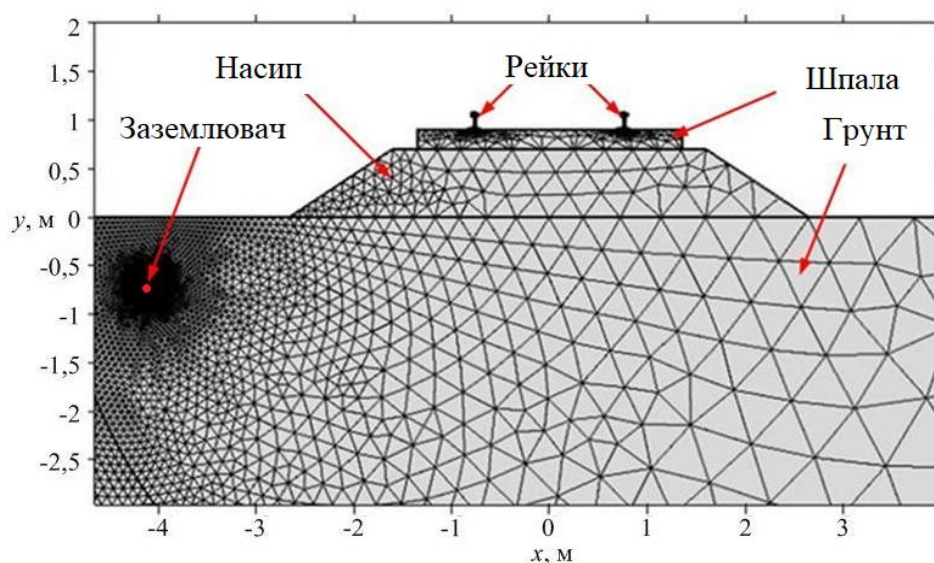 2
1,5
1
0,5
y, м 0
-0,5
-1
-1,5
-2
-2,5
Насип
Рейки
Шпала
Заземлювач
Грунт
-4 -3 -2 -1 0 1 2 3
x, м